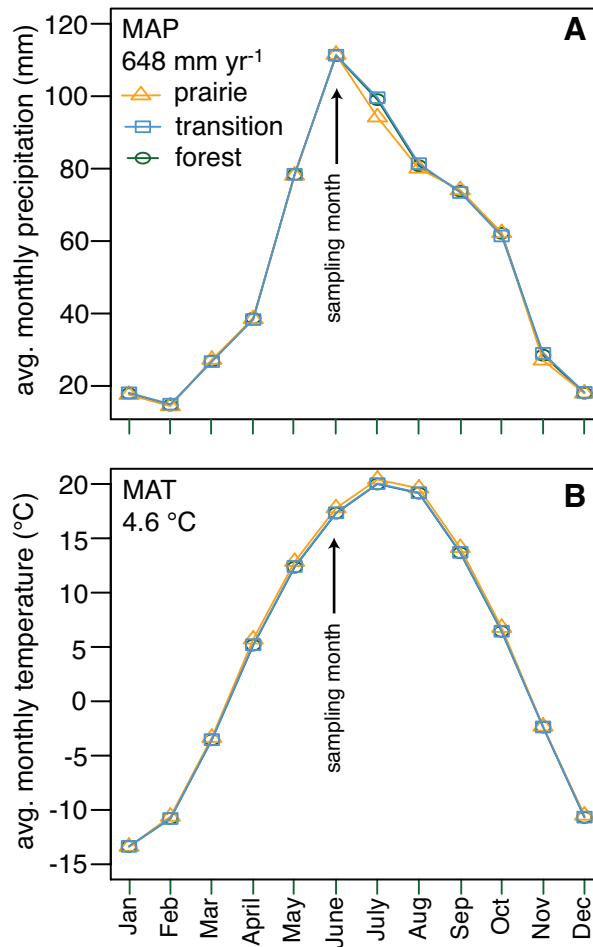 avg. monthly precipitation (mm)
120
100
80
60
40
20
MAP
648 mm yr⁻¹
prairie
transition
forest
A
sampling month
avg. monthly temperature (°C)
20
15
10
5
0
-5
-10
-15
MAT
4.6 °C
B
sampling month
Jan
Feb
Mar
April
May
June
July
Aug
Sep
Oct
Nov
Dec